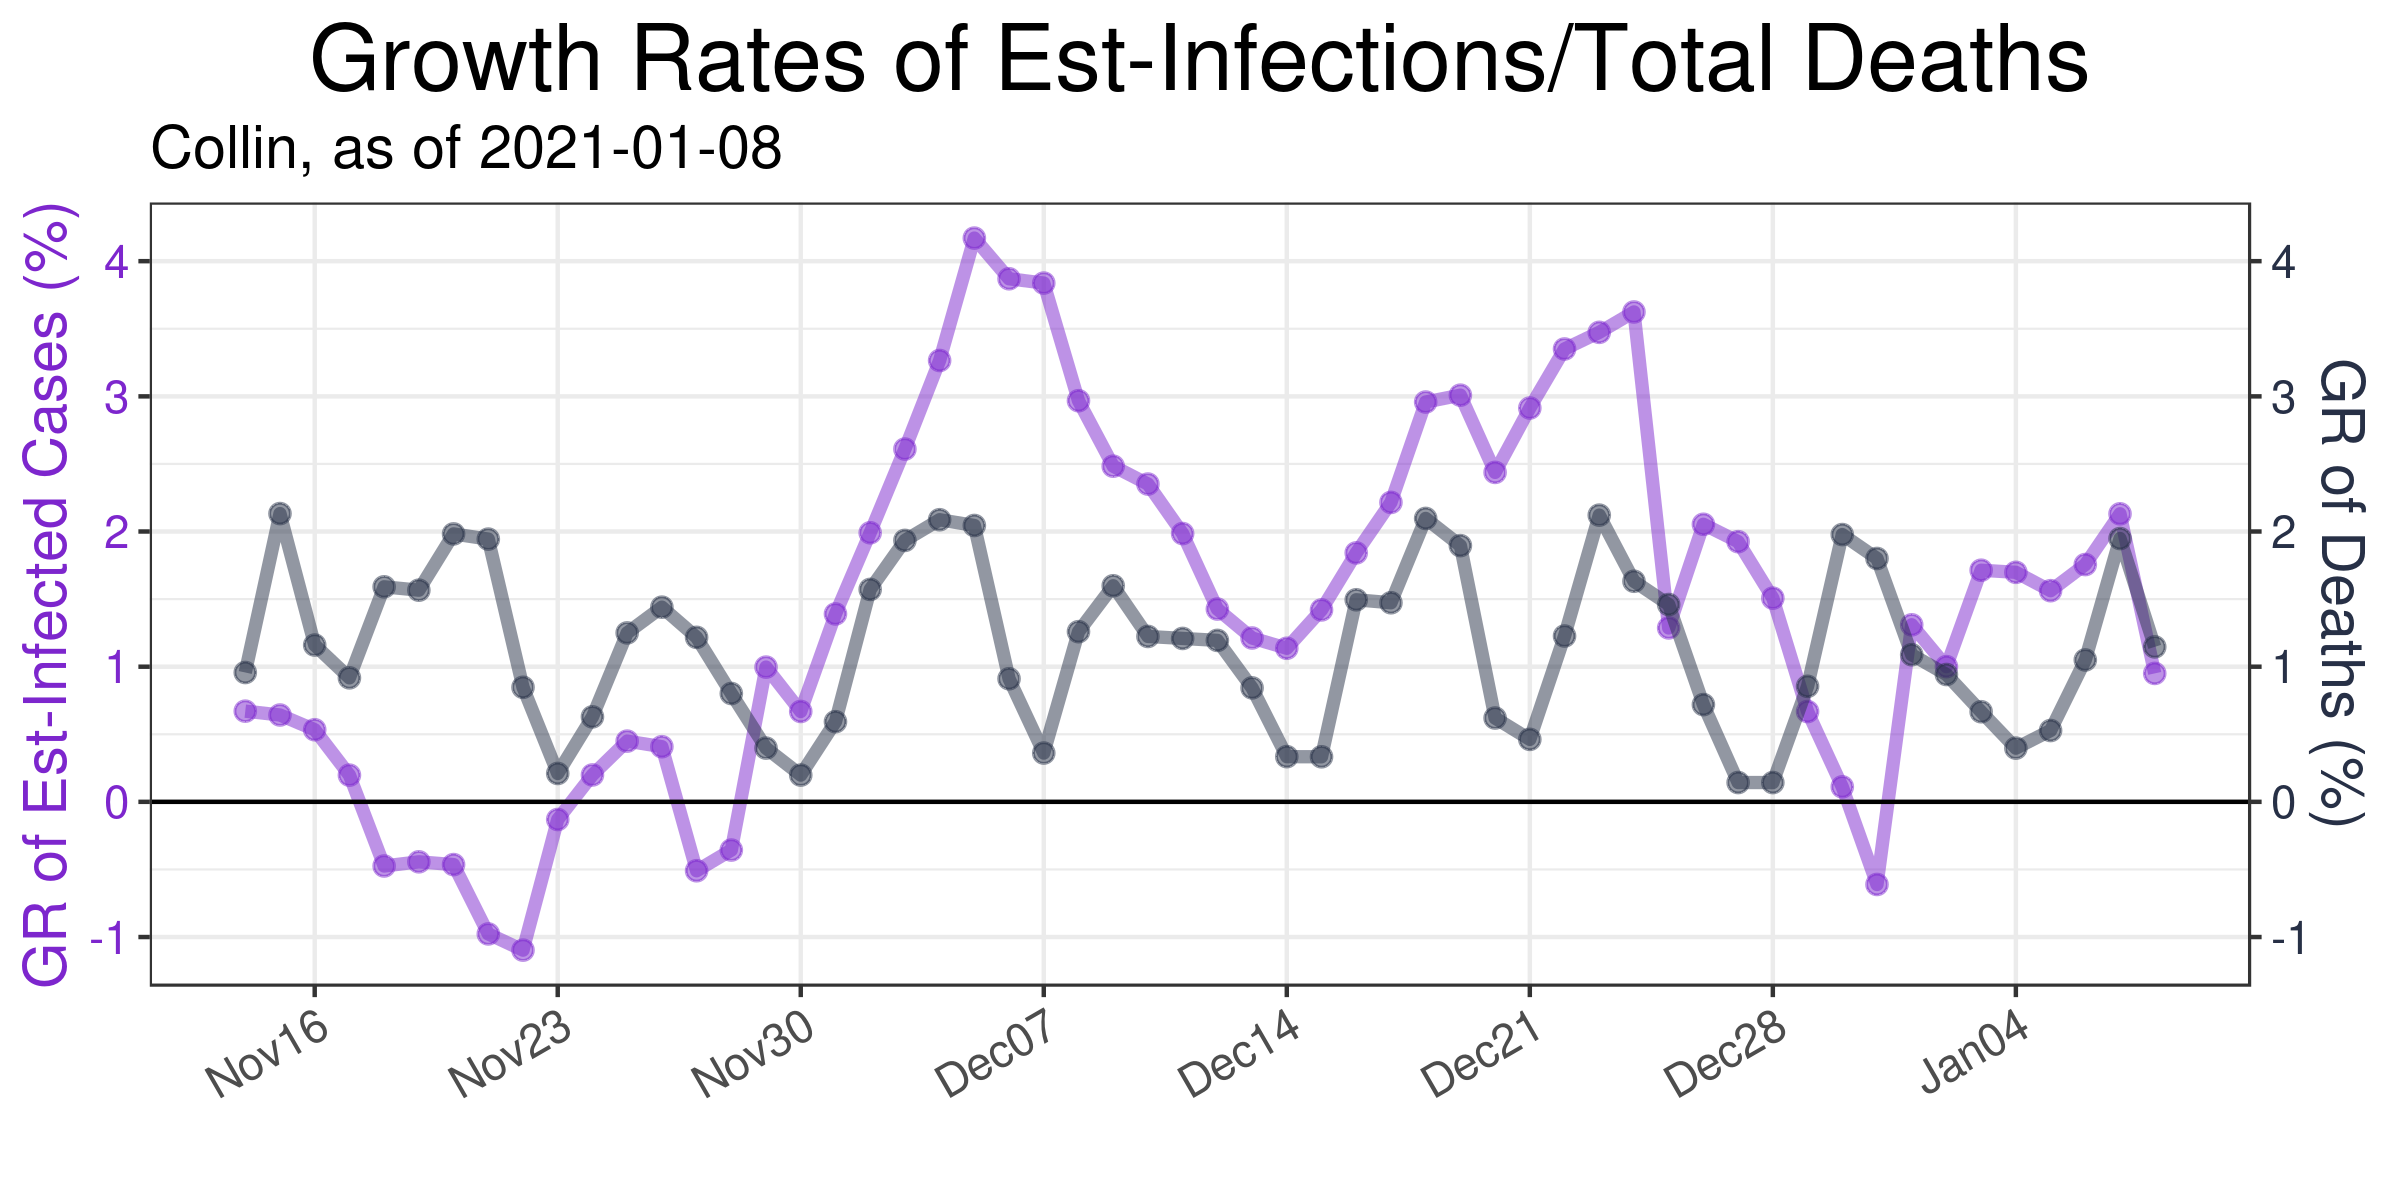 Growth Rates of Est-Infections/Total Deaths
Collin, as of 2021-01-08
GR of Est-Infected Cases (%)
4
3
2
1
0
-1
4
3
2
1
0
-1
GR of Deaths (%)
Nov16
Nov23
Nov30
Dec07
Dec14
Dec21
Dec28
Jan04